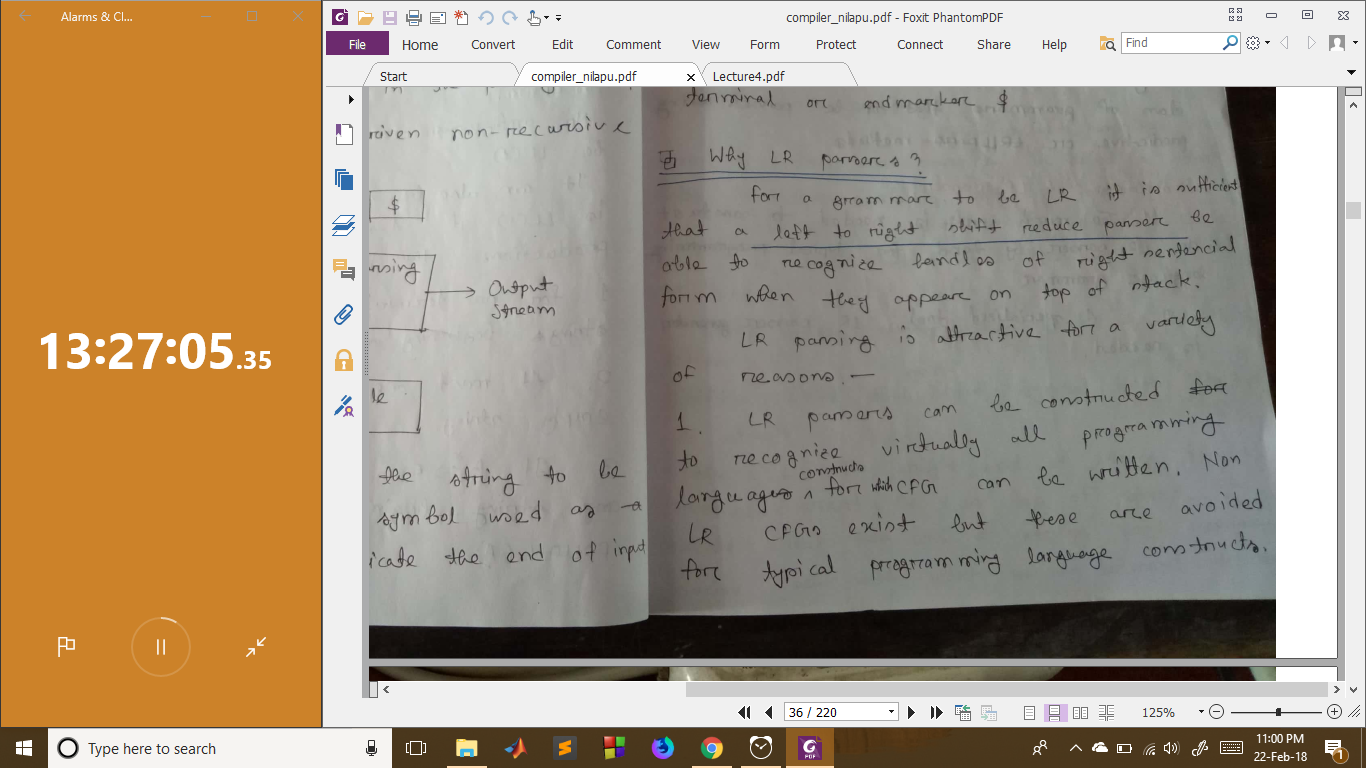 Alarms & Cl...
compiler_nilapu.pdf - Foxit PhantomPDF
File
Home
Convert
Edit
Comment
View
Form
Protect
Connect
Share
Help
Find
Start
compiler_nilapu.pdf
Lecture4.pdf
13:27:05.35
riven non-recursive
$
arsing
Output
stream
le
the string to be
symbol used as a
icate the end of input
terminal or endmarker $
Why LR parsers?
for a grammar to be LR it is sufficient
that a left to right shift reduce parser be
able to recognize handles of right sentencial
form when they appear on top of stack.
LR parsing is attractive for a variety
of reasons. —
1. LR parsers can be constructed for
to recognize virtually all programming
languages constructs for which CFG can be written. Non
LR CFGs exist but these are avoided
for typical programming language constructs.
36 / 220
125%
Type here to search
11:00 PM
22-Feb-18
1